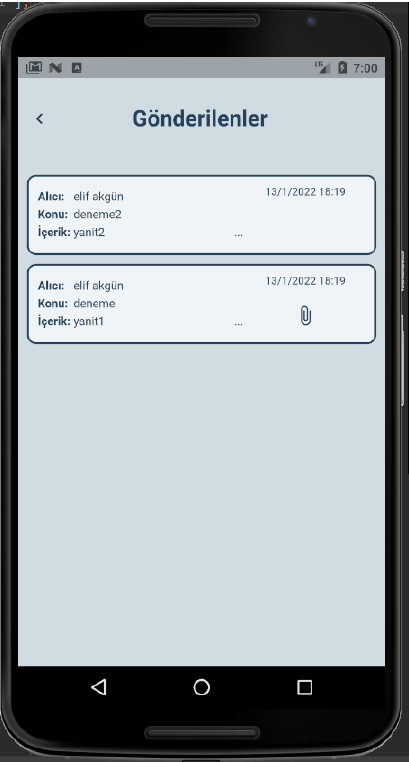 LTE 7:00
Gönderilenler
Alıcı: elif akgün 13/1/2022 18:19
Konu: deneme2
İçerik: yanit2 ...
Alıcı: elif akgün 13/1/2022 18:19
Konu: deneme
İçerik: yanit1 ...